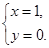 x=1,
y=0.